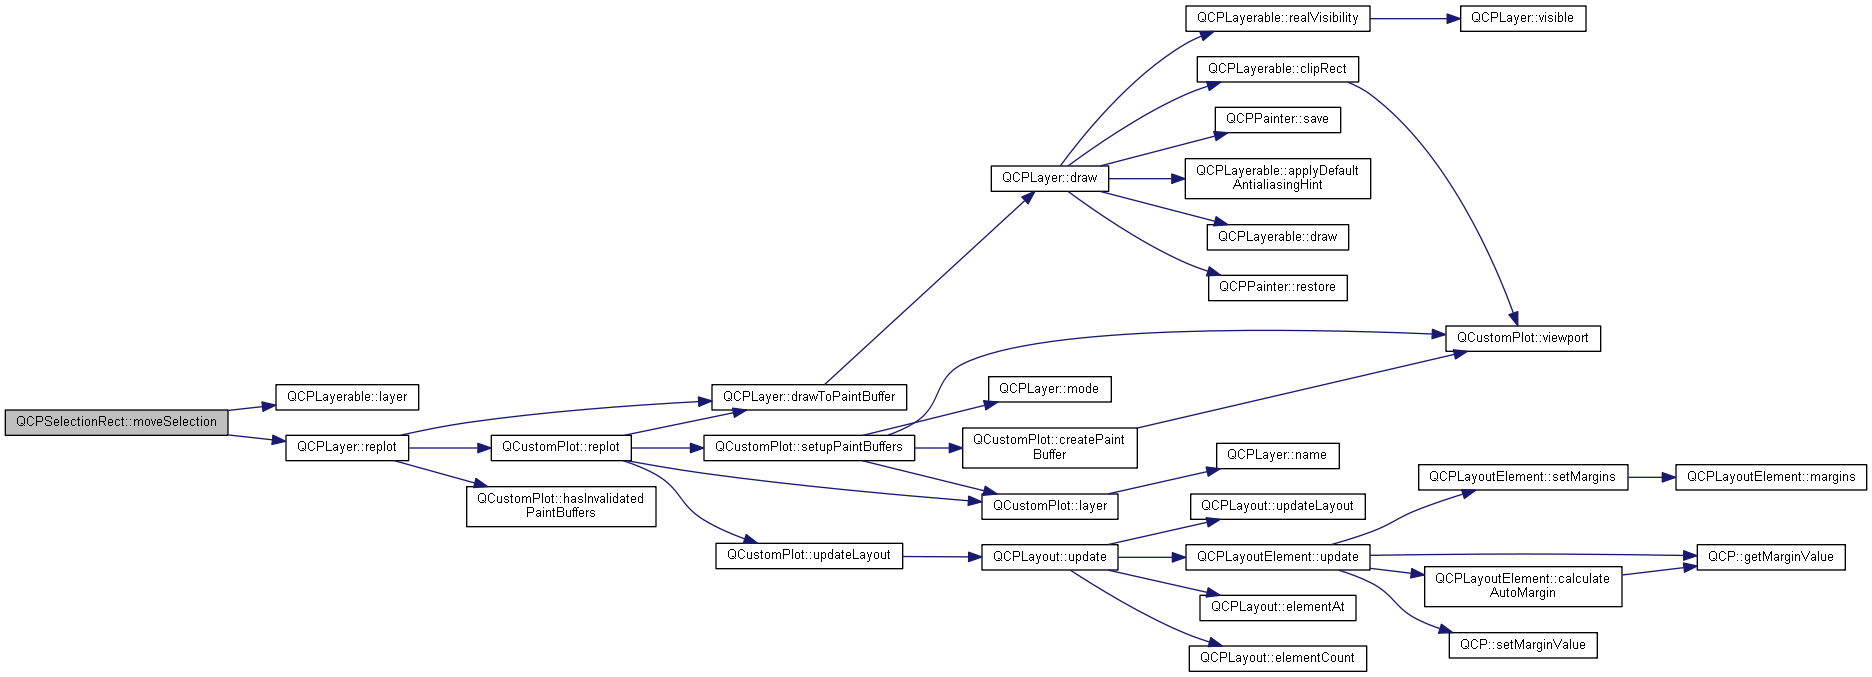 QCPLayerable::realVisibility
QCPLayer::visible
QCPLayerable::clipRect
QCPPainter::save
QCPLayerable::applyDefault
AntialiasingHint
QCPLayer::draw
QCPLayerable::draw
QCPPainter::restore
QCustomPlot::viewport
QCPLayer::mode
QCPLayerable::layer
QCPLayer::drawToPaintBuffer
QCPSelectionRect::moveSelection
QCPLayer::replot
QCustomPlot::replot
QCustomPlot::setupPaintBuffers
QCustomPlot::createPaint
Buffer
QCPLayer::name
QCPLayoutElement::setMargins
QCPLayoutElement::margins
QCustomPlot::hasInvalidated
PaintBuffers
QCustomPlot::layer
QCPLayout::updateLayout
QCustomPlot::updateLayout
QCPLayout::update
QCPLayoutElement::update
QCP::getMarginValue
QCPLayoutElement::calculate
AutoMargin
QCPLayout::elementAt
QCP::setMarginValue
QCPLayout::elementCount